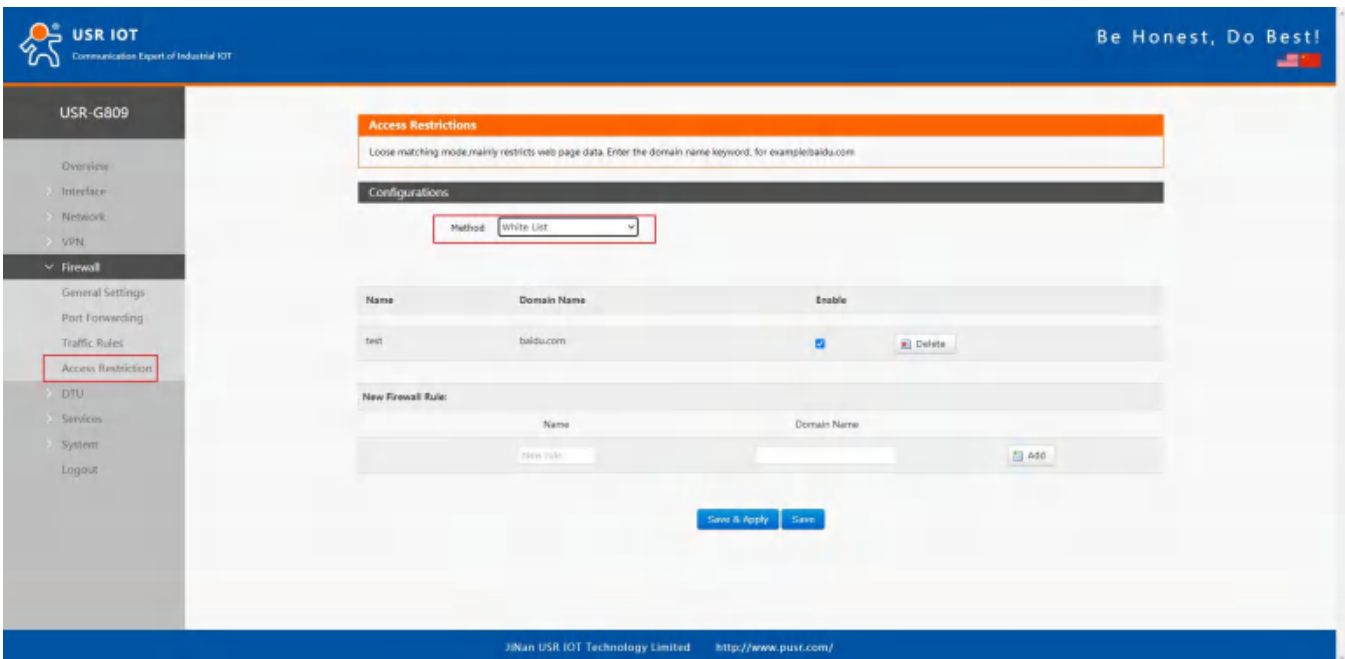 USR IOT
Communication Expert of Industrial IOT
Be Honest, Do Best!
USR-G809
Overview
Interface
Network
VPN
Firewall
General Settings
Port Forwarding
Traffic Rules
Access Restriction
DTU
Services
System
Logout
Access Restrictions
Loose matching mode,mainly restricts web page data. Enter the domain name keyword, for example:baidu.com
Configurations
Method White List
Name Domain Name Enable
test baidu.com Delete
New Firewall Rule:
Name Domain Name
New rule Add
Save & Apply Save
JiNan USR IOT Technology Limited http://www.pusr.com/